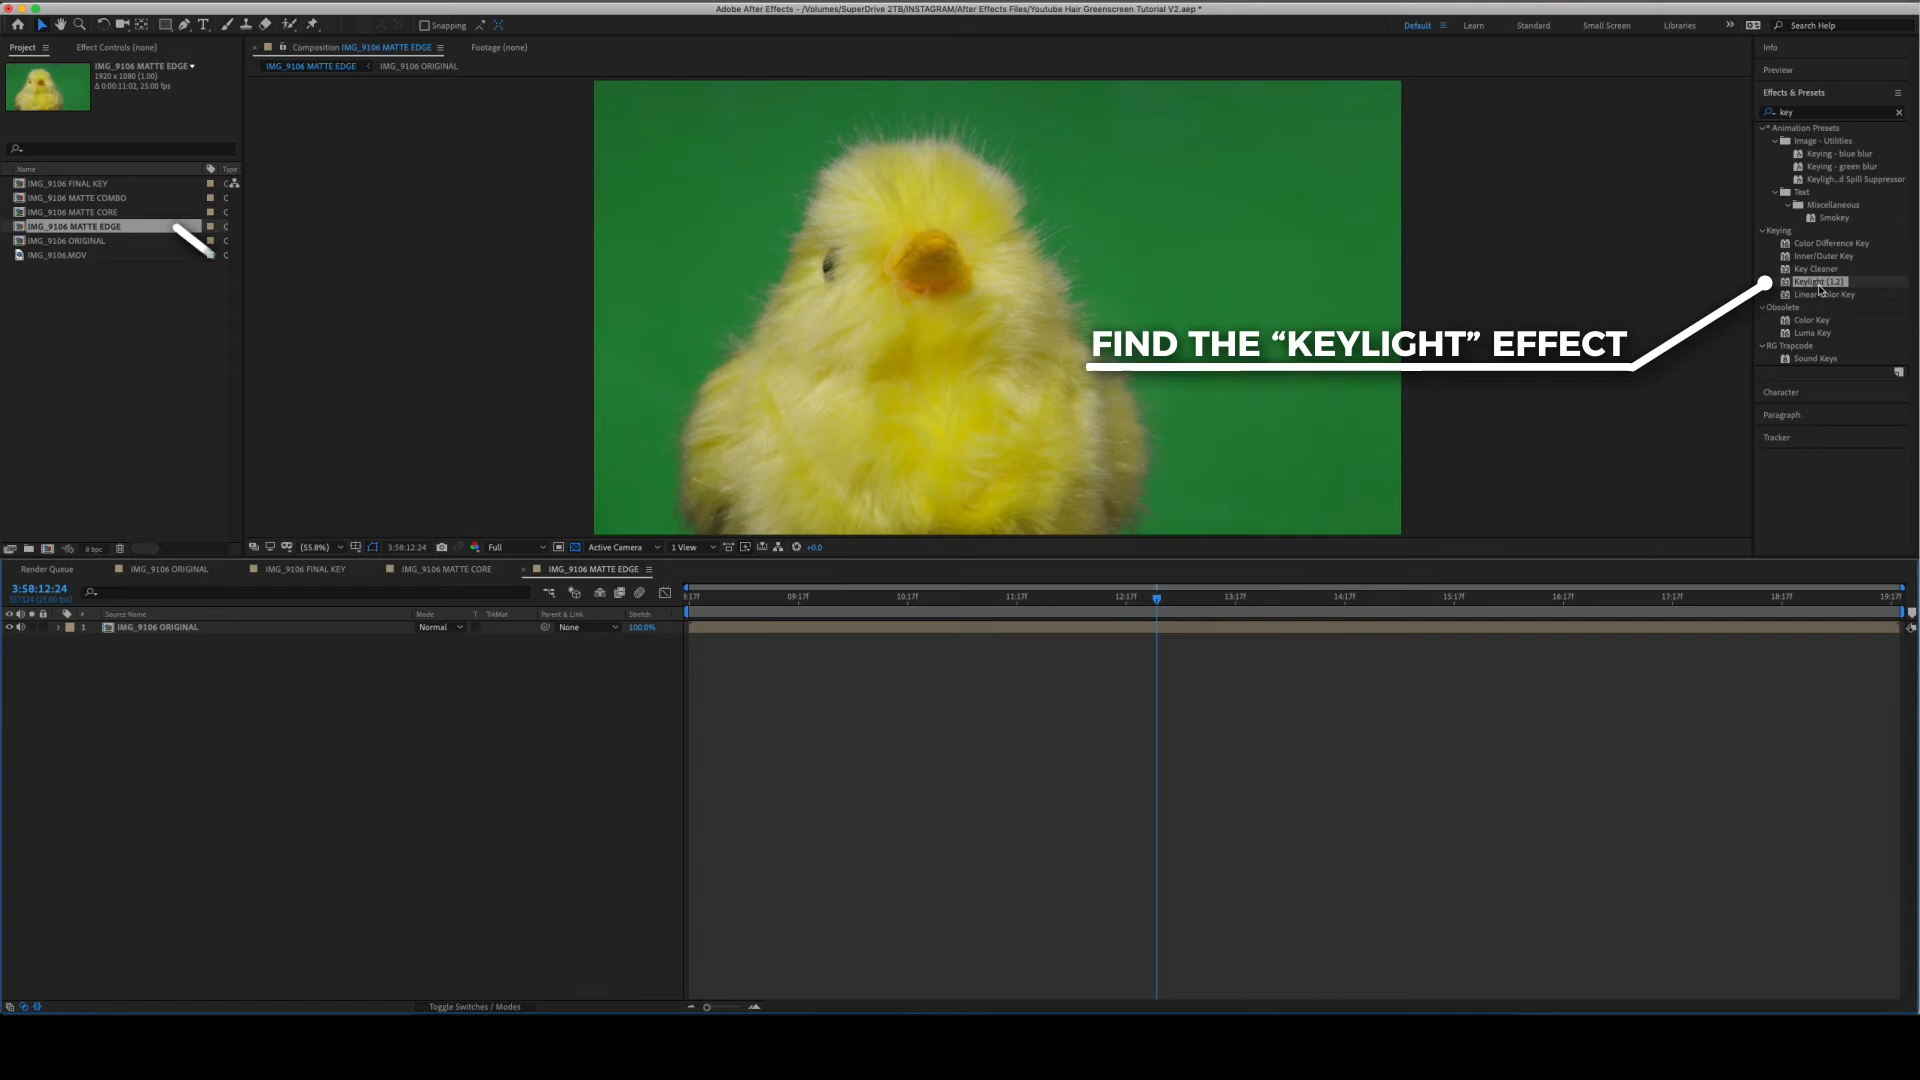 Adobe After Effects - /Volumes/SuperDrive 2TB/INSTAGRAM/After Effects Files/Youtube Hair Greenscreen Tutorial V2.aep *
Snapping
Default
Learn
Standard
Small Screen
Libraries
Search Help
Project
Effect Controls (none)
Composition IMG_9106 MATTE EDGE
Footage (none)
IMG_9106 MATTE EDGE
IMG_9106 ORIGINAL
IMG_9106 MATTE EDGE
1920 x 1080 (1.00)
Δ 0:00:11:02, 25.00 fps
Name
Type
IMG_9106 FINAL KEY
IMG_9106 MATTE COMBO
IMG_9106 MATTE CORE
IMG_9106 MATTE EDGE
IMG_9106 ORIGINAL
IMG_9106.MOV
Info
Preview
Effects & Presets
key
* Animation Presets
Image - Utilities
Keying - blue blur
Keying - green blur
Keyligh...d Spill Suppressor
Text
Miscellaneous
Smokey
Keying
Color Difference Key
Inner/Outer Key
Key Cleaner
Keylight (1.2)
Linear Color Key
Obsolete
Color Key
Luma Key
RG Trapcode
Sound Keys
Character
Paragraph
Tracker
FIND THE “KEYLIGHT” EFFECT
8 bpc
(55.8%)
3:58:12:24
Full
Active Camera
1 View
+0.0
Render Queue
IMG_9106 ORIGINAL
IMG_9106 FINAL KEY
IMG_9106 MATTE CORE
IMG_9106 MATTE EDGE
3:58:12:24
357324 (25.00 fps)
#
Source Name
Mode
T
TrkMat
Parent & Link
Stretch
1
IMG_9106 ORIGINAL
Normal
None
100.0%
09:17f
10:17f
11:17f
12:17f
13:17f
14:17f
15:17f
16:17f
17:17f
18:17f
19:17f
Toggle Switches / Modes